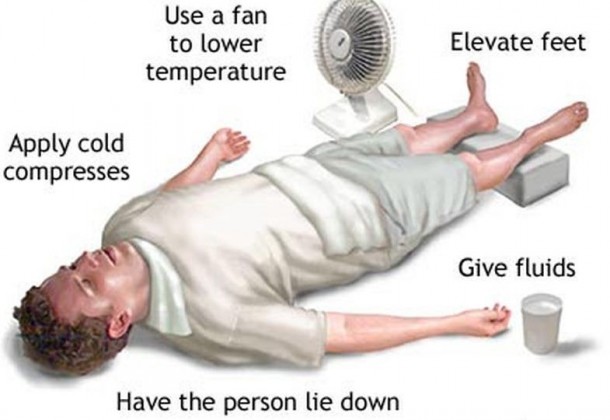 Use a fan
to lower
temperature
Elevate feet
Apply cold
compresses
Give fluids
Have the person lie down